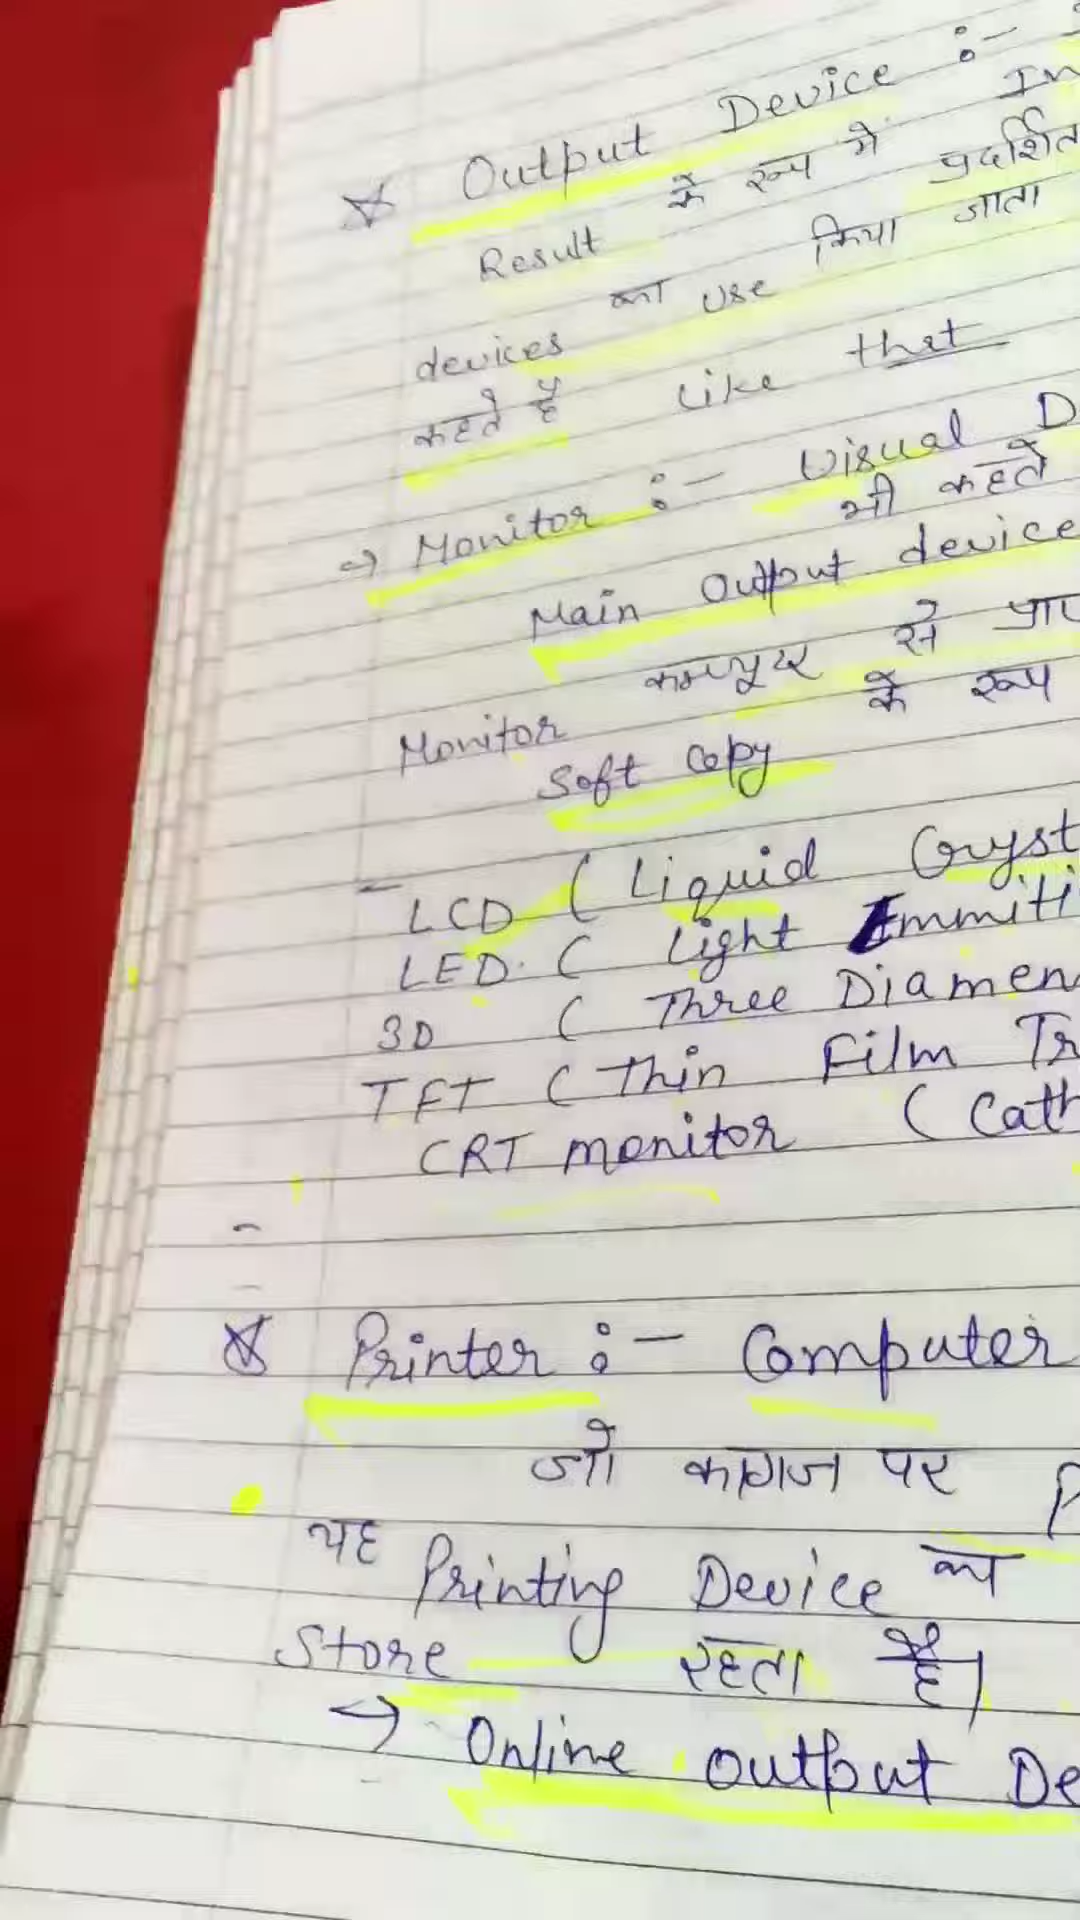 ☆ Output Device :-
Result के रूप में प्रदर्शित
devices का use किया जाता
कहते हैं Like that
→ Monitor :- Visual D
भी कहते
Main Output device
Monitor कम्प्यूटर से
Soft Copy के रूप
- LCD ( Liquid Cryst
LED. ( Light Emmiti
3D ( Three Diamen
TFT ( Thin Film Tr
CRT monitor ( Cath
☆ Printer :- Computer
जो कागज पर P
यह Printing Device का
Store रहता है।
→ Online Output De